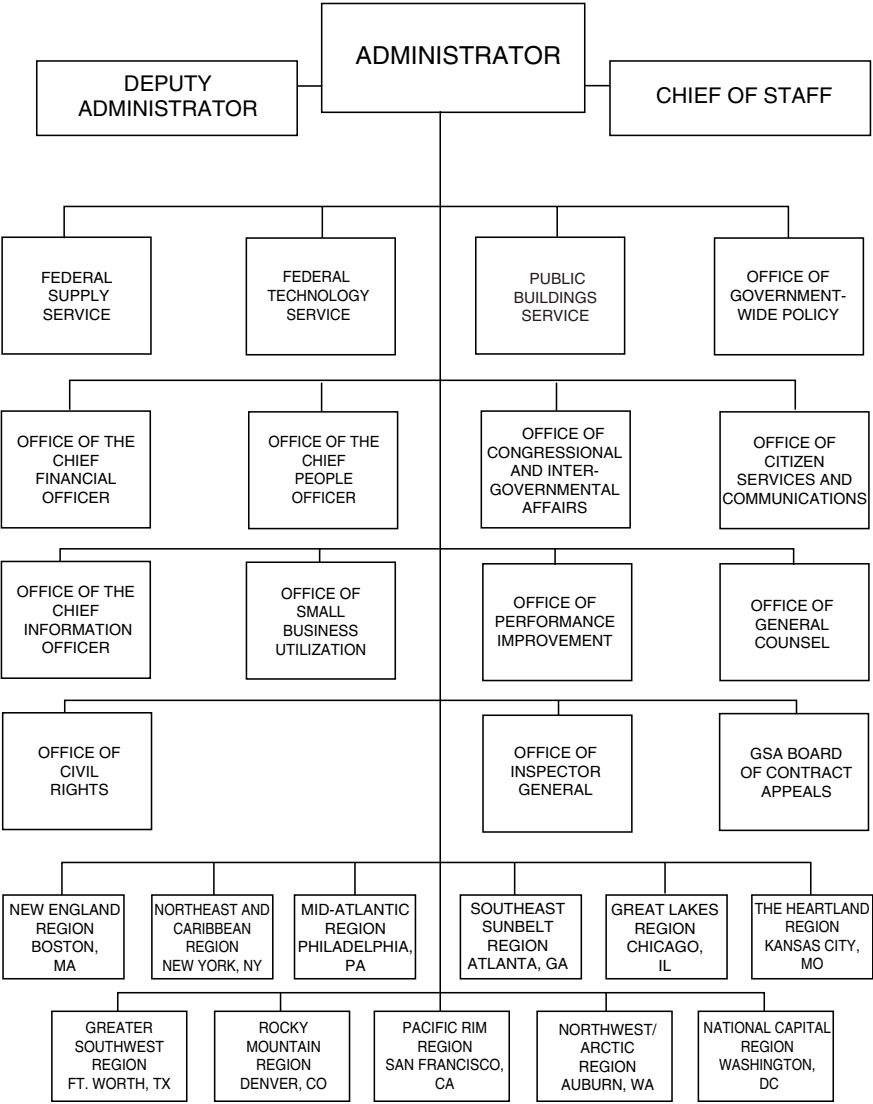 ADMINISTRATOR
DEPUTY
ADMINISTRATOR
CHIEF OF STAFF
FEDERAL
SUPPLY
SERVICE
FEDERAL
TECHNOLOGY
SERVICE
PUBLIC
BUILDINGS
SERVICE
OFFICE OF
GOVERNMENT-
WIDE POLICY
OFFICE OF THE
CHIEF
FINANCIAL
OFFICER
OFFICE OF THE
CHIEF
PEOPLE
OFFICER
OFFICE OF
CONGRESSIONAL
AND INTER-
GOVERNMENTAL
AFFAIRS
OFFICE OF
CITIZEN
SERVICES AND
COMMUNICATIONS
OFFICE OF THE
CHIEF
INFORMATION
OFFICER
OFFICE OF
SMALL
BUSINESS
UTILIZATION
OFFICE OF
PERFORMANCE
IMPROVEMENT
OFFICE OF
GENERAL
COUNSEL
OFFICE OF
CIVIL
RIGHTS
OFFICE OF
INSPECTOR
GENERAL
GSA BOARD
OF CONTRACT
APPEALS
NEW ENGLAND
REGION
BOSTON,
MA
NORTHEAST AND
CARIBBEAN
REGION
NEW YORK, NY
MID-ATLANTIC
REGION
PHILADELPHIA,
PA
SOUTHEAST
SUNBELT
REGION
ATLANTA, GA
GREAT LAKES
REGION
CHICAGO,
IL
THE HEARTLAND
REGION
KANSAS CITY,
MO
GREATER
SOUTHWEST
REGION
FT. WORTH, TX
ROCKY
MOUNTAIN
REGION
DENVER, CO
PACIFIC RIM
REGION
SAN FRANCISCO,
CA
NORTHWEST/
ARCTIC
REGION
AUBURN, WA
NATIONAL CAPITAL
REGION
WASHINGTON,
DC